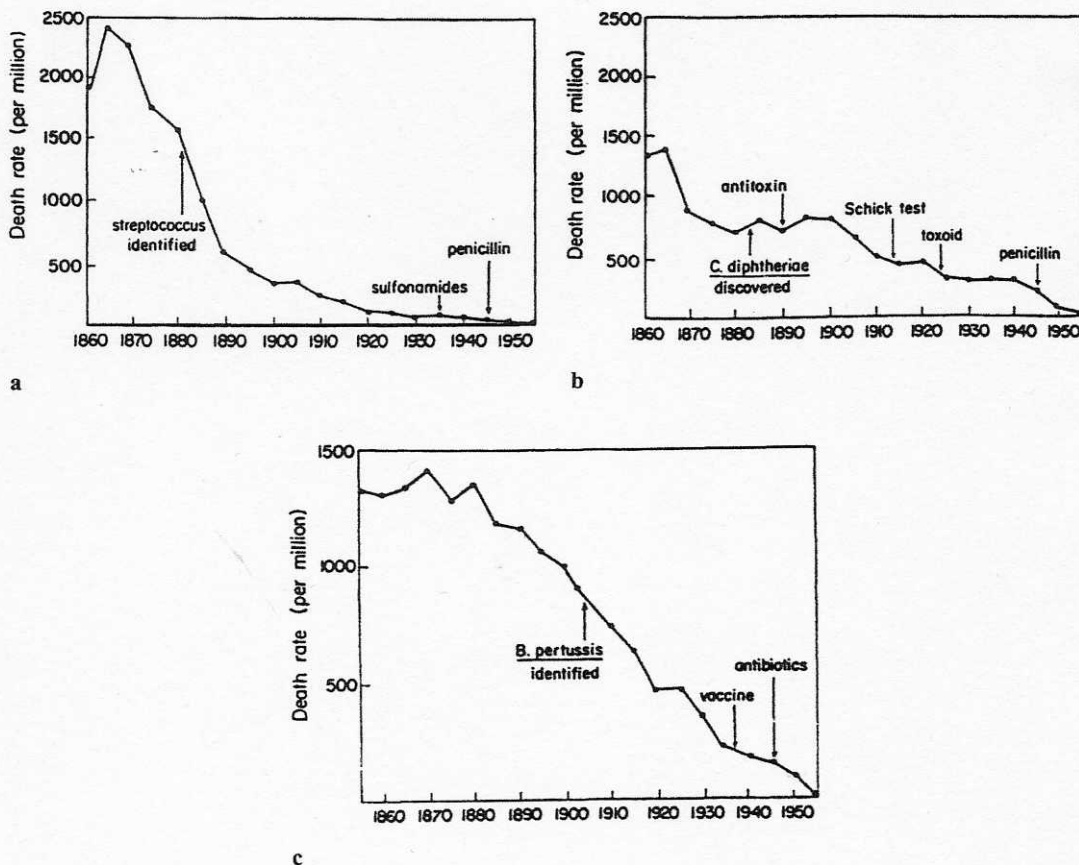 2500
2000
1500
1000
500
Death rate (per million)
streptococcus
identified
sulfonamides
penicillin
1860 1870 1880 1890 1900 1910 1920 1930 1940 1950
a
2500
2000
1500
1000
500
Death rate (per million)
C. diphtheriae
discovered
antitoxin
Schick test
toxoid
penicillin
1860 1870 1880 1890 1900 1910 1920 1930 1940 1950
b
1500
1000
500
Death rate (per million)
B. pertussis
identified
vaccine
antibiotics
1860 1870 1880 1890 1900 1910 1920 1930 1940 1950
c